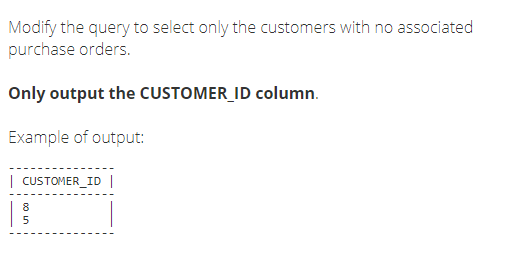 Modify the query to select only the customers with no associated
purchase orders.
Only output the CUSTOMER_ID column.
Example of output:
---------------
| CUSTOMER_ID |
---------------
| 8
5 |
---------------